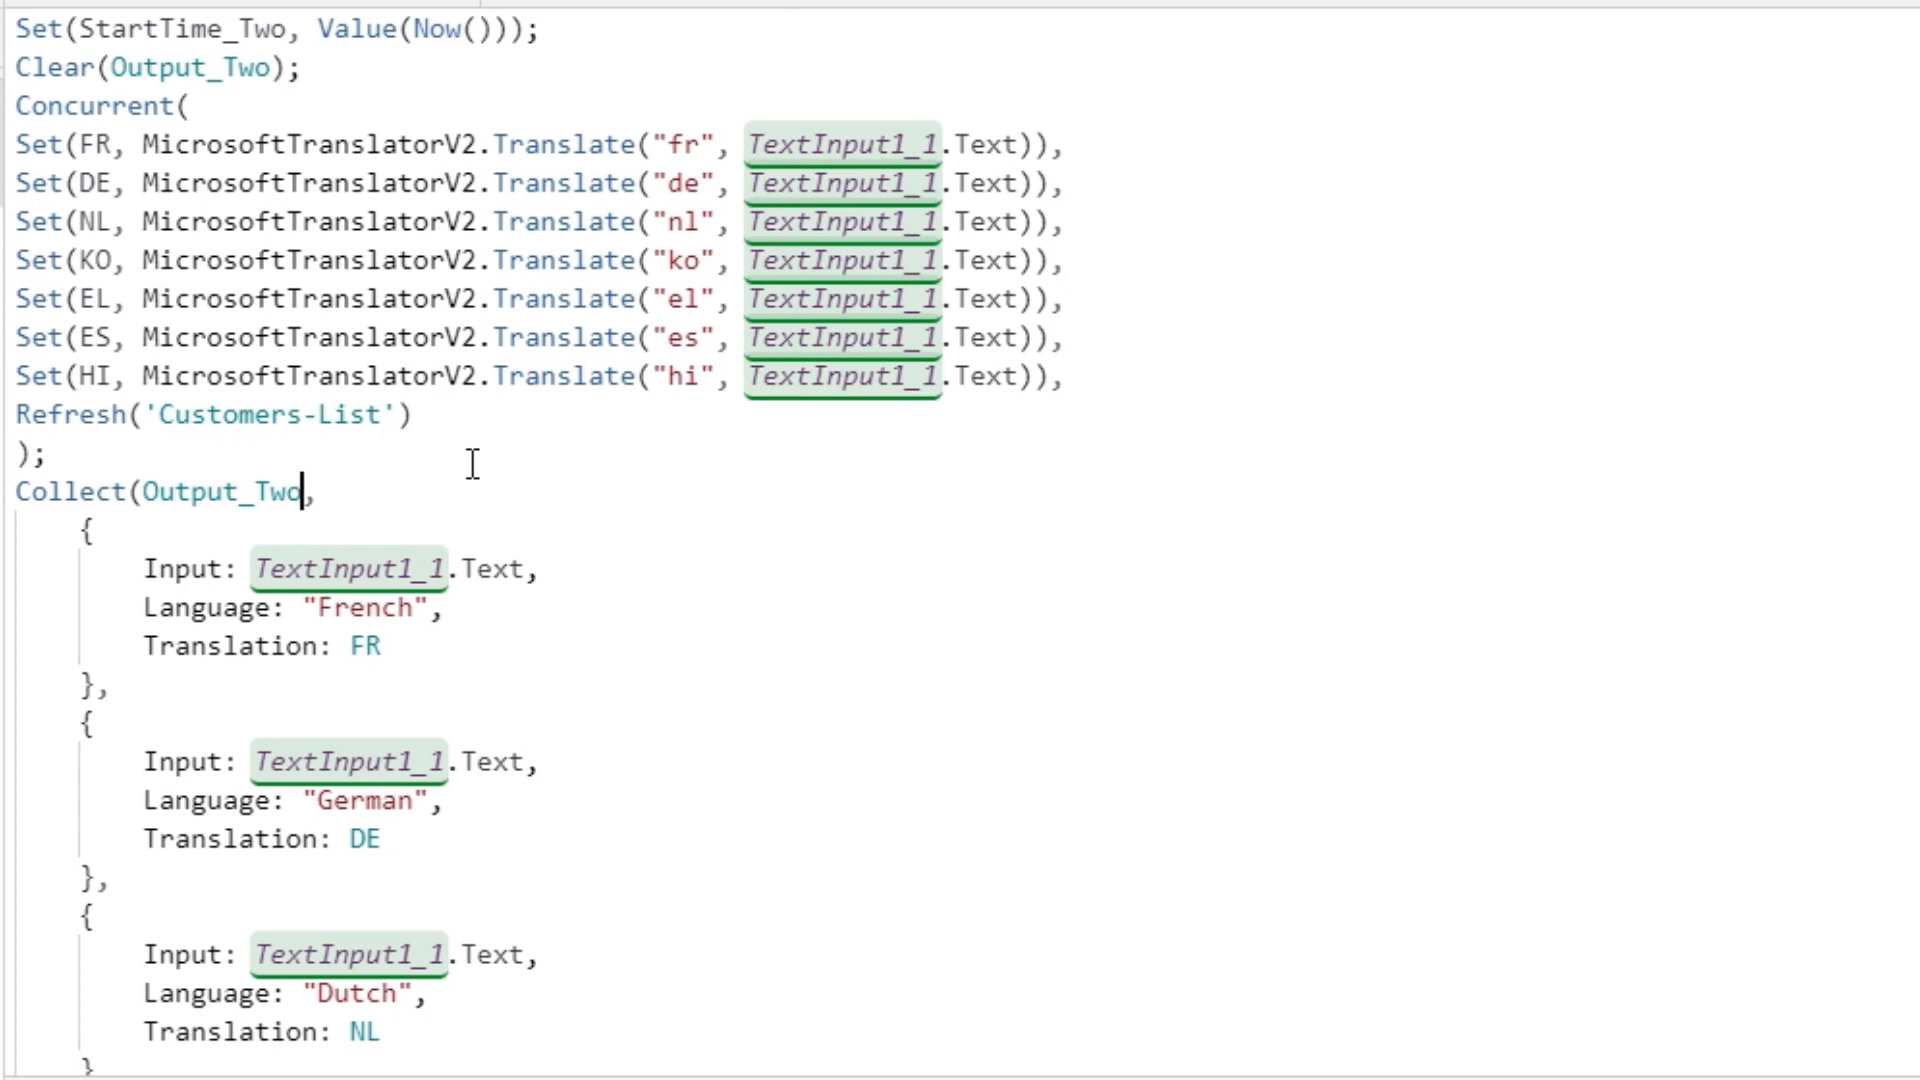 Set(StartTime_Two, Value(Now()));
Clear(Output_Two);
Concurrent(
Set(FR, MicrosoftTranslatorV2.Translate("fr", TextInput1_1.Text)),
Set(DE, MicrosoftTranslatorV2.Translate("de", TextInput1_1.Text)),
Set(NL, MicrosoftTranslatorV2.Translate("nl", TextInput1_1.Text)),
Set(KO, MicrosoftTranslatorV2.Translate("ko", TextInput1_1.Text)),
Set(EL, MicrosoftTranslatorV2.Translate("el", TextInput1_1.Text)),
Set(ES, MicrosoftTranslatorV2.Translate("es", TextInput1_1.Text)),
Set(HI, MicrosoftTranslatorV2.Translate("hi", TextInput1_1.Text)),
Refresh('Customers-List')
);
Collect(Output_Two,
    {
        Input: TextInput1_1.Text,
        Language: "French",
        Translation: FR
    },
    {
        Input: TextInput1_1.Text,
        Language: "German",
        Translation: DE
    },
    {
        Input: TextInput1_1.Text,
        Language: "Dutch",
        Translation: NL
    }